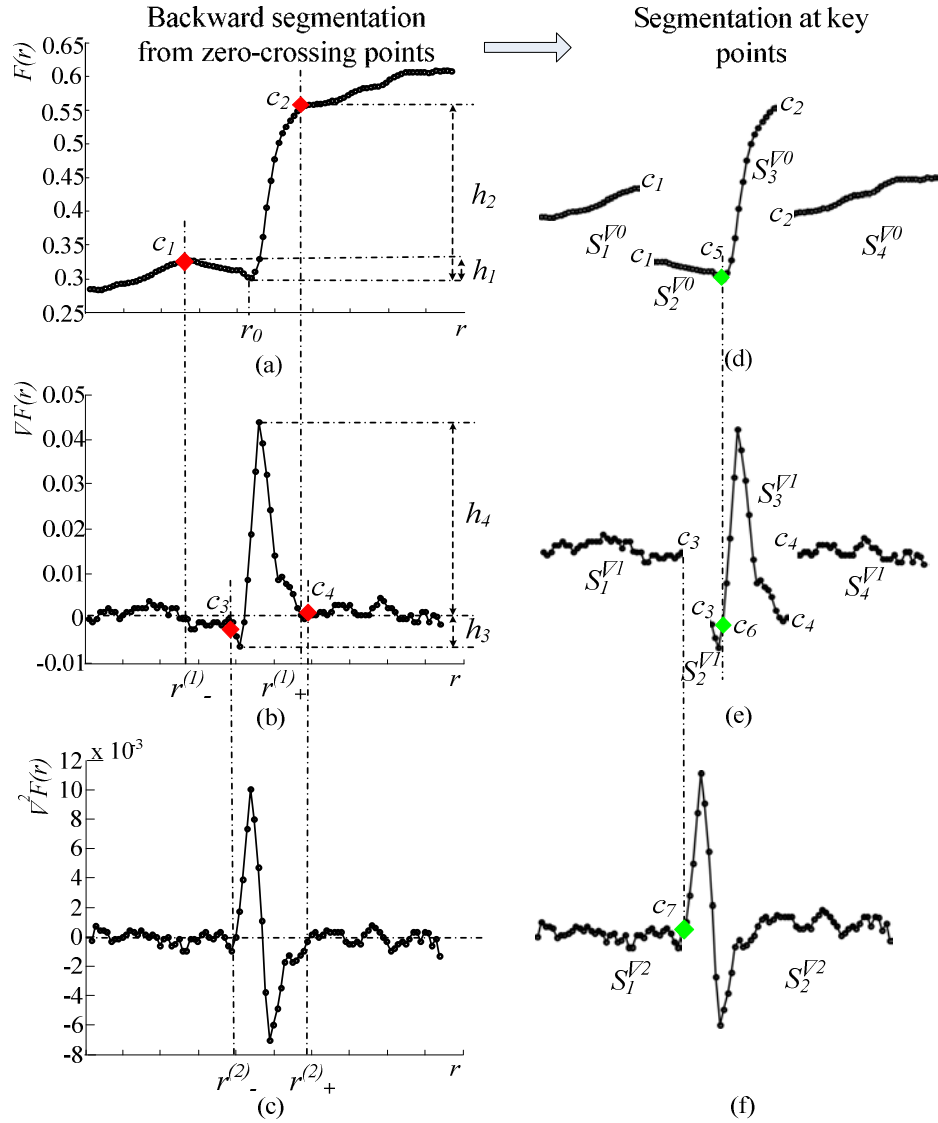 Backward segmentation
from zero-crossing points
Segmentation at key
points
F(r)
0.65
0.6
0.55
0.5
0.45
0.4
0.35
0.3
0.25
c1
c2
h2
h1
r0
r
(a)
c1
S1^∇0
c1
S2^∇0
c5
S3^∇0
c2
c2
S4^∇0
(d)
∇F(r)
0.05
0.04
0.03
0.02
0.01
0
-0.01
c3
c4
h4
h3
r^(1)-
r^(1)+
r
(b)
c3
S1^∇1
c3
S2^∇1
c6
S3^∇1
c4
c4
S4^∇1
(e)
∇²F(r)
x 10^-3
12
10
8
6
4
2
0
-2
-4
-6
-8
r^(2)-
r^(2)+
r
(c)
c7
S1^∇2
S2^∇2
(f)